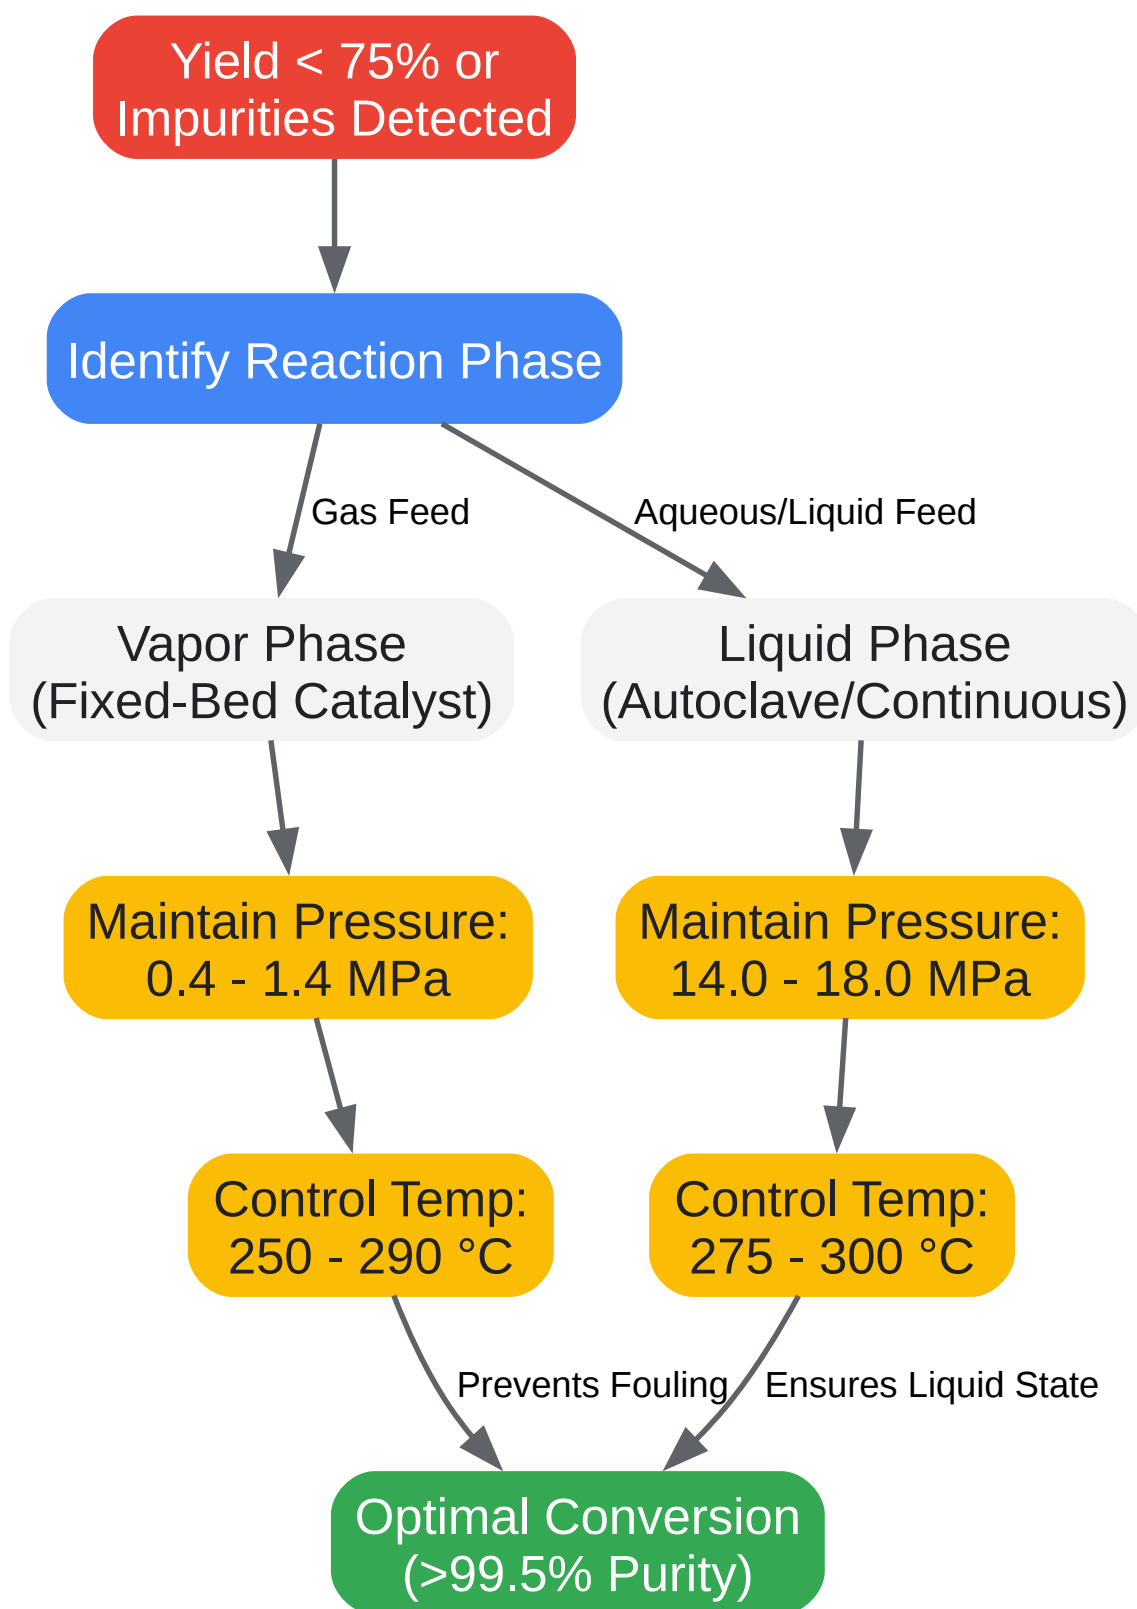 Yield < 75% or
Impurities Detected
Identify Reaction Phase
Gas Feed
Aqueous/Liquid Feed
Vapor Phase
(Fixed-Bed Catalyst)
Liquid Phase
(Autoclave/Continuous)
Maintain Pressure:
0.4 - 1.4 MPa
Maintain Pressure:
14.0 - 18.0 MPa
Control Temp:
250 - 290 °C
Control Temp:
275 - 300 °C
Prevents Fouling
Ensures Liquid State
Optimal Conversion
(>99.5% Purity)